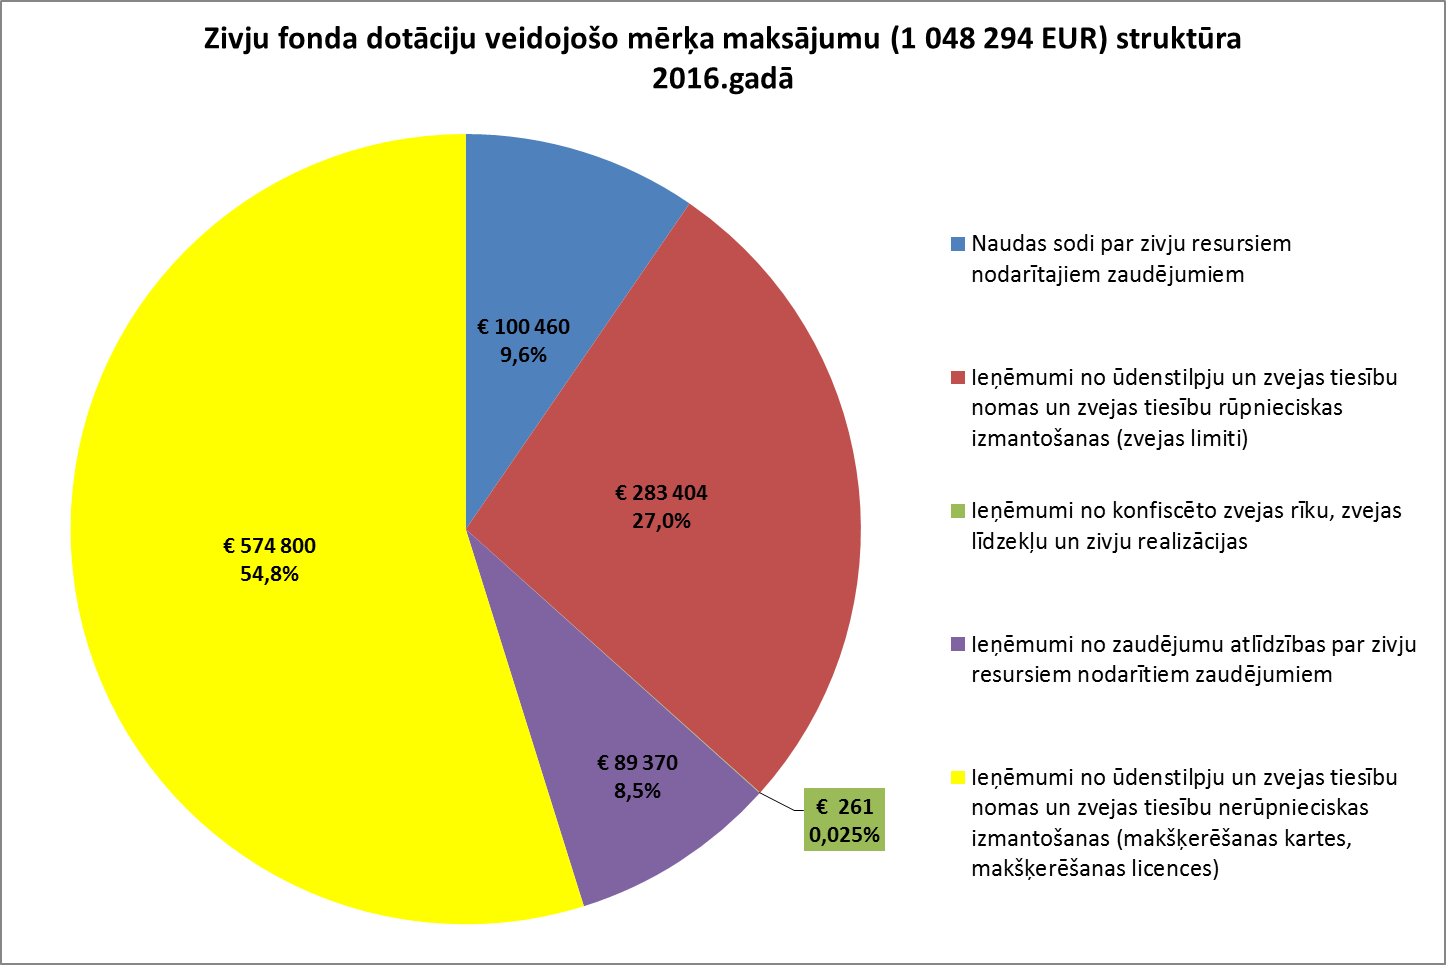 Zivju fonda dotāciju veidojošo mērķa maksājumu (1 048 294 EUR) struktūra
2016.gadā
€ 100 460
9,6%
€ 283 404
27,0%
€ 574 800
54,8%
€ 89 370
8,5%
€ 261
0,025%
Naudas sodi par zivju resursiem
nodarītajiem zaudējumiem
Ieņēmumi no ūdenstilpju un zvejas tiesību
nomas un zvejas tiesību rūpnieciskas
izmantošanas (zvejas limiti)
Ieņēmumi no konfiscēto zvejas rīku, zvejas
līdzekļu un zivju realizācijas
Ieņēmumi no zaudējumu atlīdzības par zivju
resursiem nodarītiem zaudējumiem
Ieņēmumi no ūdenstilpju un zvejas tiesību
nomas un zvejas tiesību nerūpnieciskas
izmantošanas (makšķerēšanas kartes,
makšķerēšanas licences)